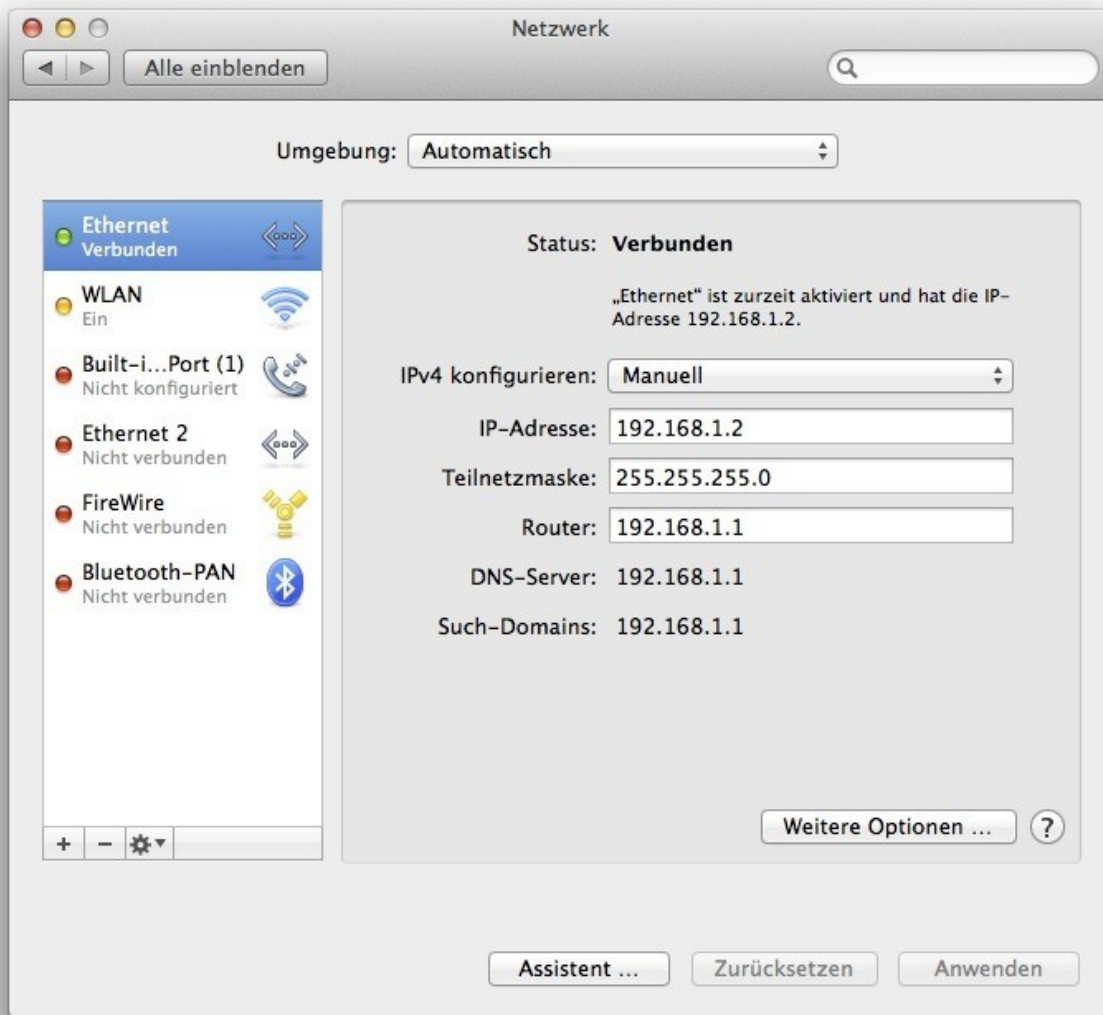 Netzwerk
Alle einblenden
Umgebung: Automatisch
Ethernet
Verbunden
WLAN
Ein
Built-i...Port (1)
Nicht konfiguriert
Ethernet 2
Nicht verbunden
FireWire
Nicht verbunden
Bluetooth-PAN
Nicht verbunden
+ −
Status: Verbunden
„Ethernet“ ist zurzeit aktiviert und hat die IP-
Adresse 192.168.1.2.
IPv4 konfigurieren: Manuell
IP-Adresse: 192.168.1.2
Teilnetzmaske: 255.255.255.0
Router: 192.168.1.1
DNS-Server: 192.168.1.1
Such-Domains: 192.168.1.1
Weitere Optionen ... ?
Assistent ... Zurücksetzen Anwenden